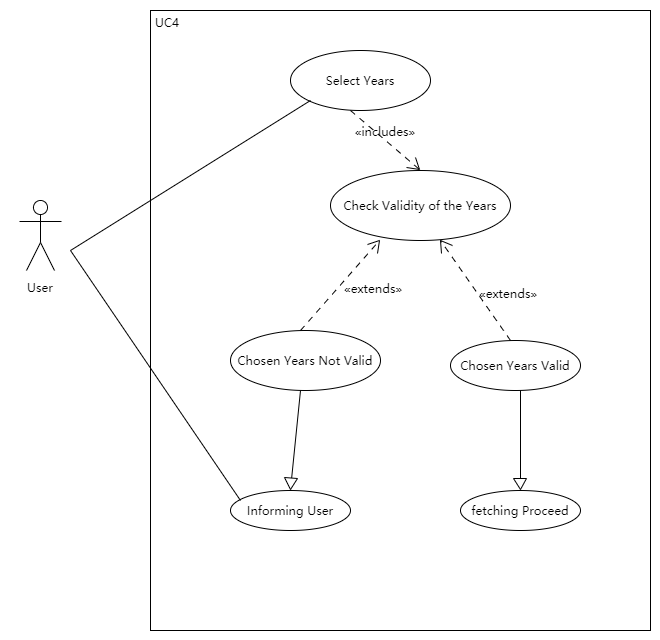 UC4
Select Years
«includes»
Check Validity of the Years
User
«extends»
«extends»
Chosen Years Not Valid
Chosen Years Valid
Informing User
fetching Proceed